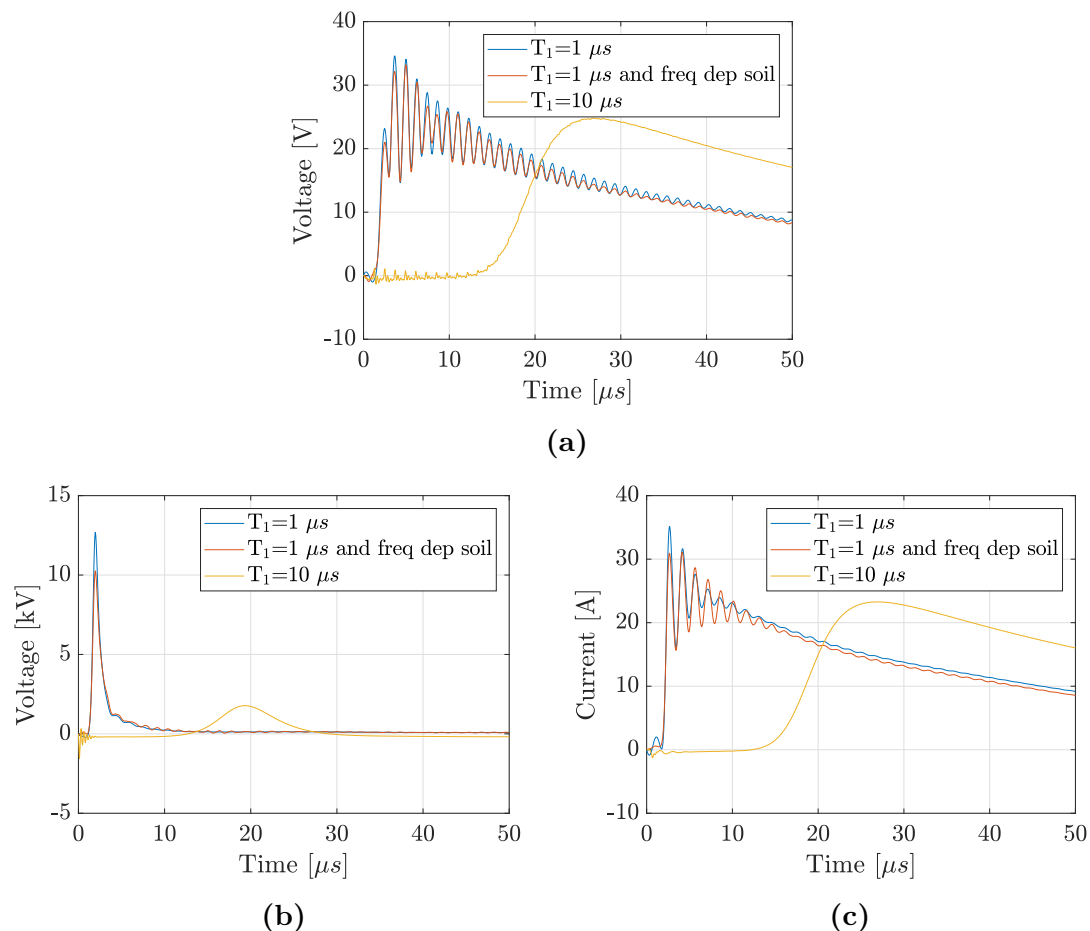 40
30
20
10
0
-10
Voltage [V]
T₁=1 μs
T₁=1 μs and freq dep soil
T₁=10 μs
0 10 20 30 40 50
Time [μs]
(a)
15
10
5
0
-5
Voltage [kV]
T₁=1 μs
T₁=1 μs and freq dep soil
T₁=10 μs
0 10 20 30 40 50
Time [μs]
(b)
40
30
20
10
0
-10
Current [A]
T₁=1 μs
T₁=1 μs and freq dep soil
T₁=10 μs
0 10 20 30 40 50
Time [μs]
(c)